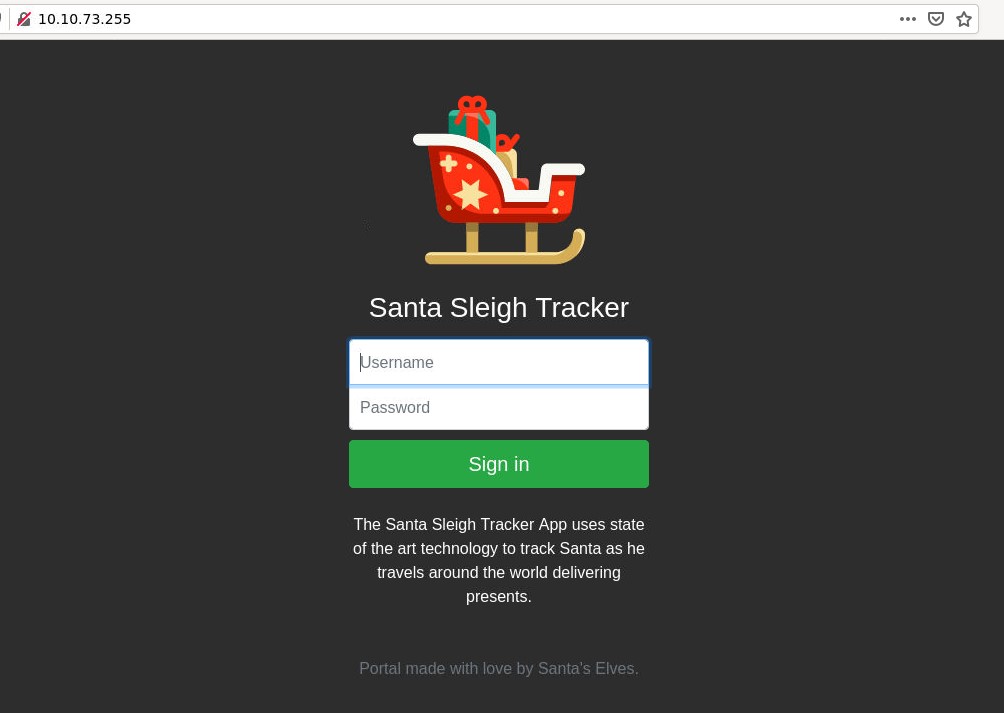 10.10.73.255
Santa Sleigh Tracker
Username
Password
Sign in
The Santa Sleigh Tracker App uses state
of the art technology to track Santa as he
travels around the world delivering
presents.
Portal made with love by Santa's Elves.